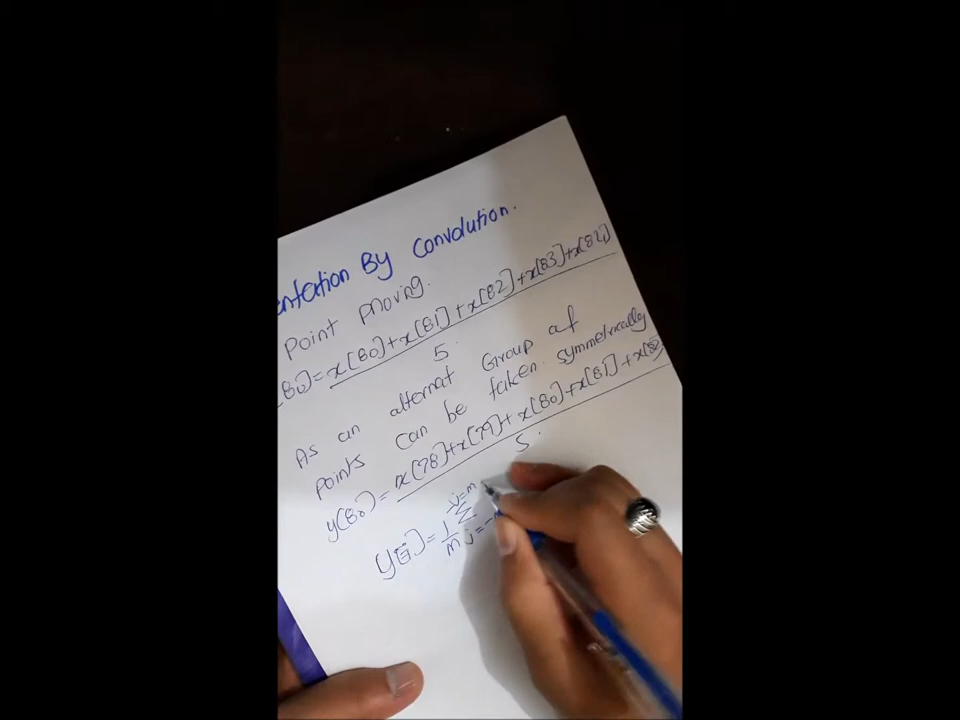 entation By Convolution.
Point moving.
[80]= x[80]+x[81]+x[82]+x[83]+x[84]
5
As an alternat Group of
points can be taken symmetrically
y(80)= x[78]+x[79]+x[80]+x[81]+x[82]
5.
y[i]= 1/m Σ j=m j=-